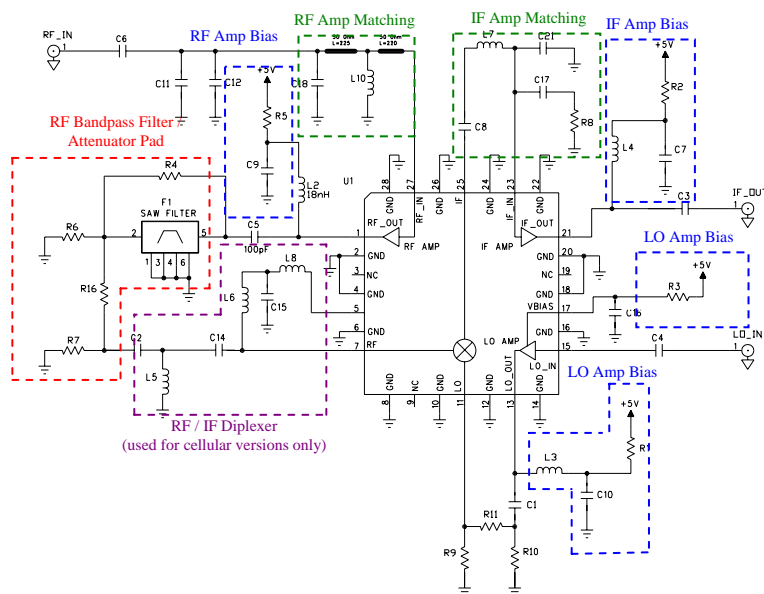 RF Amp Matching
IF Amp Matching
RF Amp Bias
IF Amp Bias
RF_IN
1
C6
50 OHM
L=225
50 OHM
L=220
L7
C21
+5V
+5V
C11
C12
C18
L10
C17
R2
R5
R8
C8
RF Bandpass Filter /
Attenuator Pad
R4
C9
L4
C7
L2
18nH
U1
28
27
26
25
24
23
22
GND
RF_IN
GND
IF
GND
IF_IN
GND
C3
IF_OUT
1
F1
SAW FILTER
R6
2
5
1
3
4
6
C5
100pF
1
RF_OUT
RF AMP
IF_OUT
IF AMP
21
LO Amp Bias
2
GND
GND
20
3
NC
NC
19
4
GND
GND
18
+5V
L8
R16
L6
C15
5
VBIAS
17
R3
C16
6
GND
GND
16
R7
C2
C14
7
RF
LO AMP
LO_IN
15
C4
LO_IN
1
L5
GND
NC
GND
LO
GND
LO_OUT
GND
8
9
10
11
12
13
14
LO Amp Bias
RF / IF Diplexer
(used for cellular versions only)
+5V
L3
C10
C1
R11
R9
R10